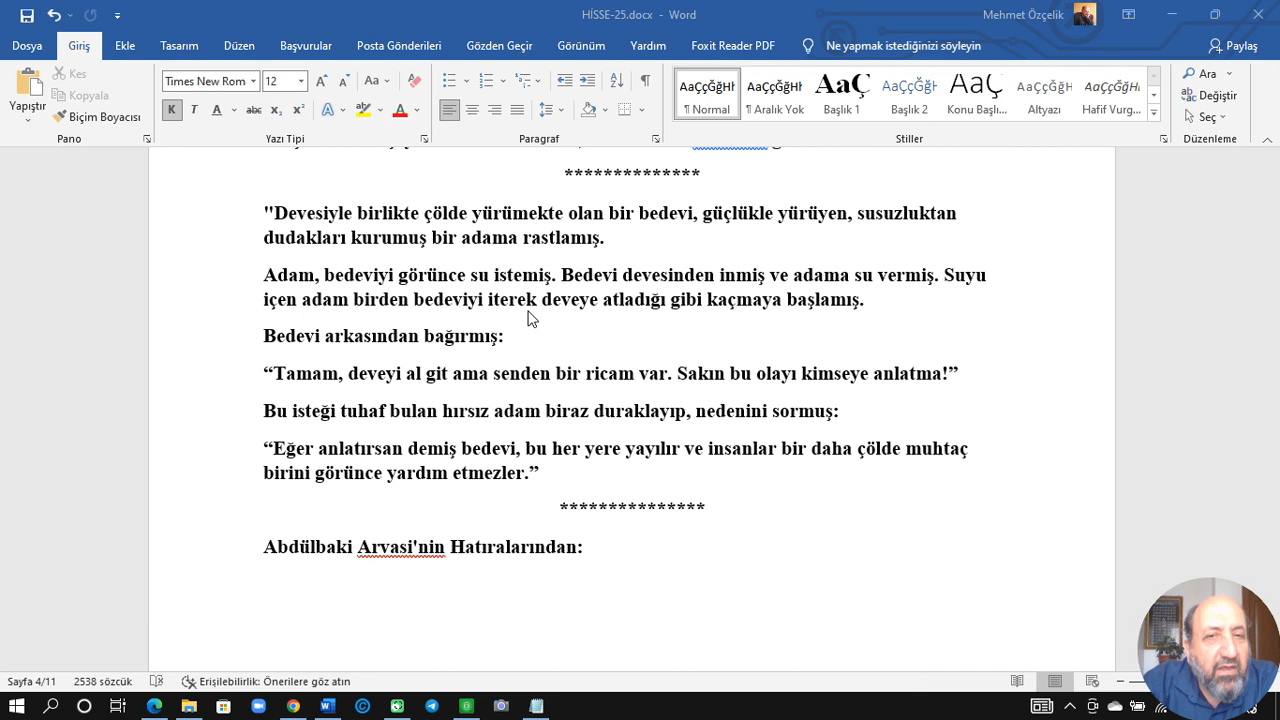 HİSSE-25.docx - Word
Mehmet Özçelik
Dosya Giriş Ekle Tasarım Düzen Başvurular Posta Gönderileri Gözden Geçir Görünüm Yardım Foxit Reader PDF Ne yapmak istediğinizi söyleyin Paylaş
Yapıştır
Kes
Kopyala
Biçim Boyacısı
Times New Rom 12
AaÇçĞğH AaÇçĞğH AaÇ AaÇçĞğH AaÇ AaÇçĞğH AaÇçĞğH
¶ Normal ¶ Aralık Yok Başlık 1 Başlık 2 Konu Başlı... Altyazı Hafif Vurg...
Ara
Değiştir
Seç
Pano Yazı Tipi Paragraf Stiller Düzenleme
**************
"Devesiyle birlikte çölde yürümekte olan bir bedevi, güçlükle yürüyen, susuzluktan
dudakları kurumuş bir adama rastlamış.
Adam, bedeviyi görünce su istemiş. Bedevi devesinden inmiş ve adama su vermiş. Suyu
içen adam birden bedeviyi iterek deveye atladığı gibi kaçmaya başlamış.
Bedevi arkasından bağırmış:
“Tamam, deveyi al git ama senden bir ricam var. Sakın bu olayı kimseye anlatma!”
Bu isteği tuhaf bulan hırsız adam biraz duraklayıp, nedenini sormuş:
“Eğer anlatırsan demiş bedevi, bu her yere yayılır ve insanlar bir daha çölde muhtaç
birini görünce yardım etmezler.”
***************
Abdülbaki Arvasi'nin Hatıralarından:
Sayfa 4/11 2538 sözcük Erişilebilirlik: Önerilere göz atın